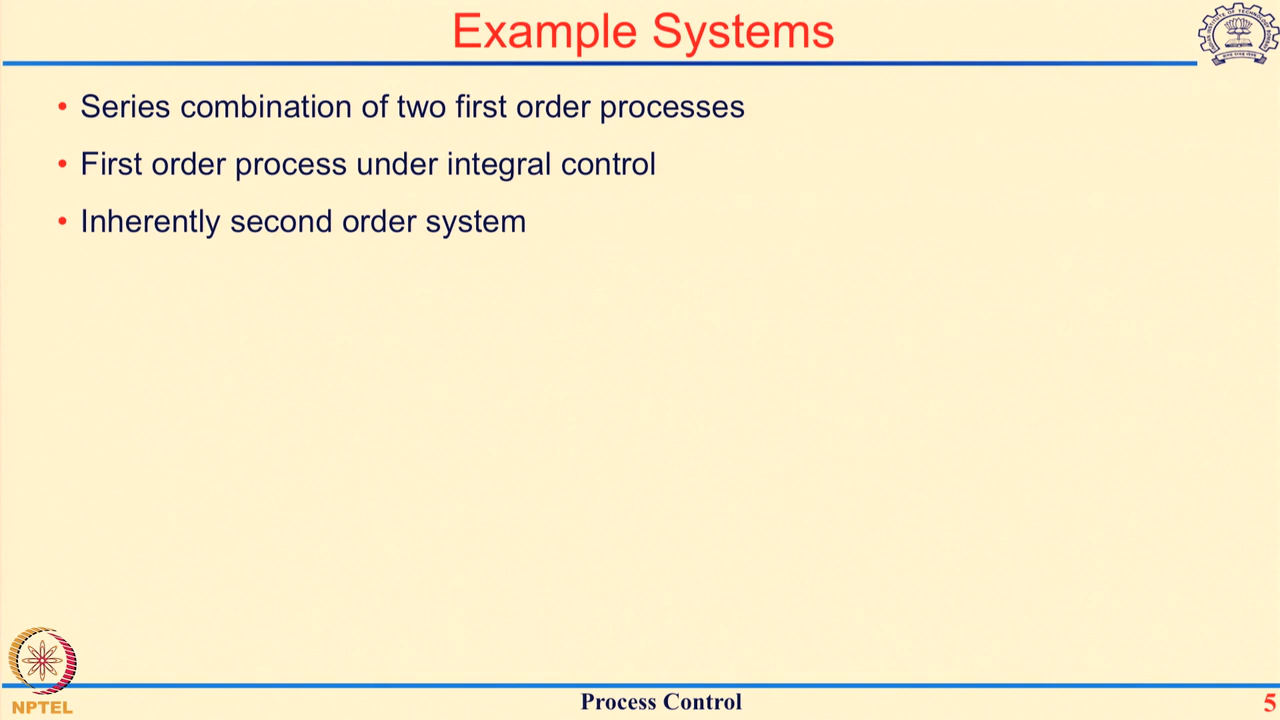 Example Systems
• Series combination of two first order processes
• First order process under integral control
• Inherently second order system
NPTEL
Process Control
5